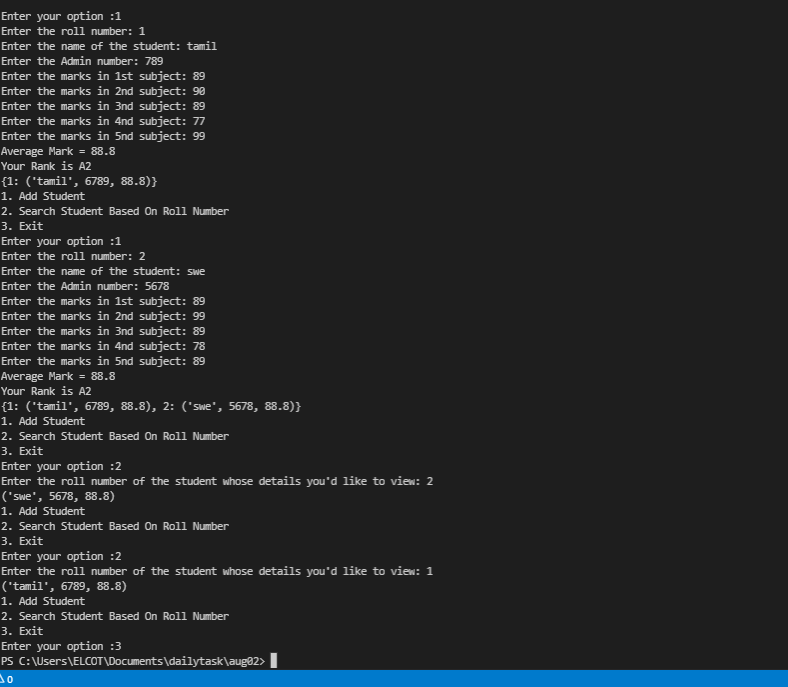 Enter your option :1
Enter the roll number: 1
Enter the name of the student: tamil
Enter the Admin number: 789
Enter the marks in 1st subject: 89
Enter the marks in 2nd subject: 90
Enter the marks in 3nd subject: 89
Enter the marks in 4nd subject: 77
Enter the marks in 5nd subject: 99
Average Mark = 88.8
Your Rank is A2
{1: ('tamil', 6789, 88.8)}
1. Add Student
2. Search Student Based On Roll Number
3. Exit
Enter your option :1
Enter the roll number: 2
Enter the name of the student: swe
Enter the Admin number: 5678
Enter the marks in 1st subject: 89
Enter the marks in 2nd subject: 99
Enter the marks in 3nd subject: 89
Enter the marks in 4nd subject: 78
Enter the marks in 5nd subject: 89
Average Mark = 88.8
Your Rank is A2
{1: ('tamil', 6789, 88.8), 2: ('swe', 5678, 88.8)}
1. Add Student
2. Search Student Based On Roll Number
3. Exit
Enter your option :2
Enter the roll number of the student whose details you'd like to view: 2
('swe', 5678, 88.8)
1. Add Student
2. Search Student Based On Roll Number
3. Exit
Enter your option :2
Enter the roll number of the student whose details you'd like to view: 1
('tamil', 6789, 88.8)
1. Add Student
2. Search Student Based On Roll Number
3. Exit
Enter your option :3
PS C:\Users\ELCOT\Documents\dailytask\aug02>
0